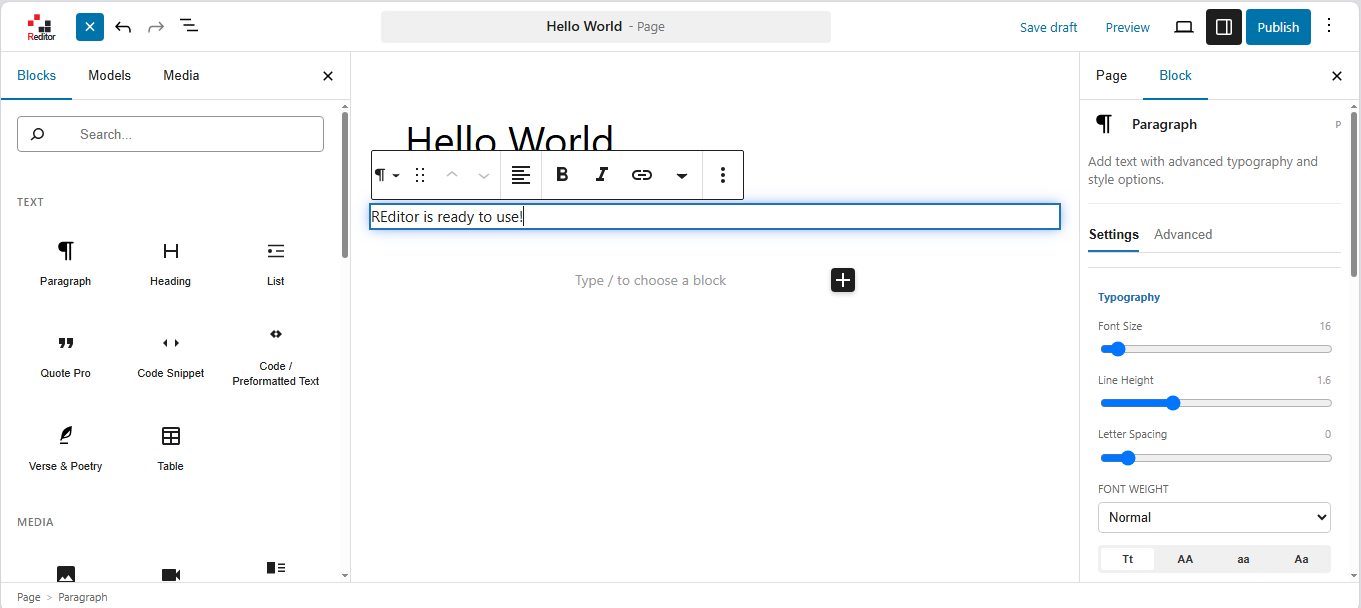 Reditor
Hello World - Page
Save draft
Preview
Publish
Blocks
Models
Media
Search...
TEXT
Paragraph
Heading
List
Quote Pro
Code Snippet
Code /
Preformatted Text
Verse & Poetry
Table
MEDIA
Hello World
B
I
REditor is ready to use!
Type / to choose a block
Page
Block
Paragraph
P
Add text with advanced typography and
style options.
Settings
Advanced
Typography
Font Size
16
Line Height
1.6
Letter Spacing
0
FONT WEIGHT
Normal
Tt
AA
aa
Aa
Page > Paragraph